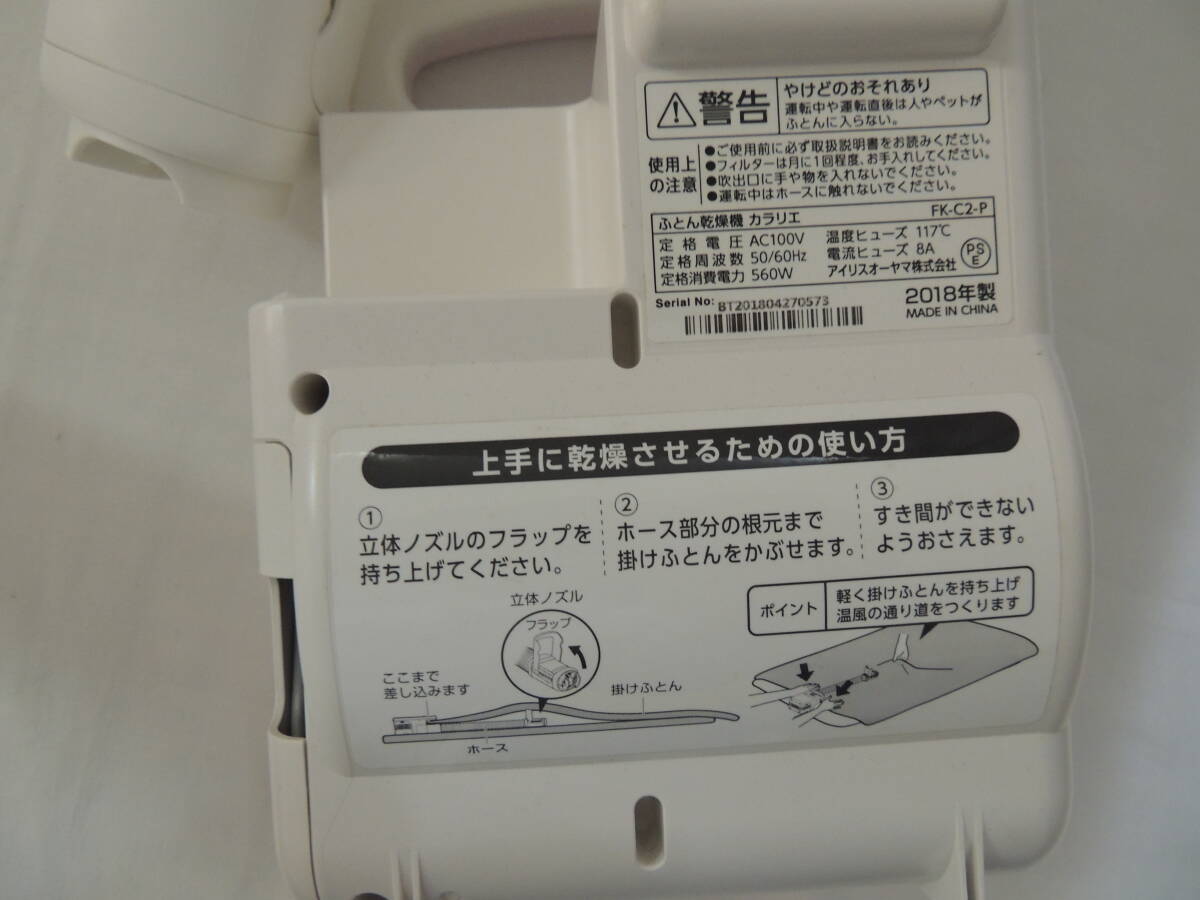 警告
やけどのおそれあり
運転中や運転直後は人やペットが
ふとんに入らない。
使用上
の注意
●ご使用前に必ず取扱説明書をお読みください。
●フィルターは月に1回程度、お手入れしてください。
●吹出口に手や物を入れないでください。
●運転中はホースに触れないでください。
ふとん乾燥機 カラリエ FK-C2-P
定格電圧 AC100V 温度ヒューズ 117℃
定格周波数 50/60Hz 電流ヒューズ 8A
定格消費電力 560W アイリスオーヤマ株式会社
PS
E
Serial No: BT201804270573
2018年製
MADE IN CHINA
上手に乾燥させるための使い方
①
立体ノズルのフラップを
持ち上げてください。
②
ホース部分の根元まで
掛けふとんをかぶせます。
③
すき間ができない
ようおさえます。
立体ノズル
フラップ
ここまで
差し込みます
掛けふとん
ホース
ポイント
軽く掛けふとんを持ち上げ
温風の通り道をつくります